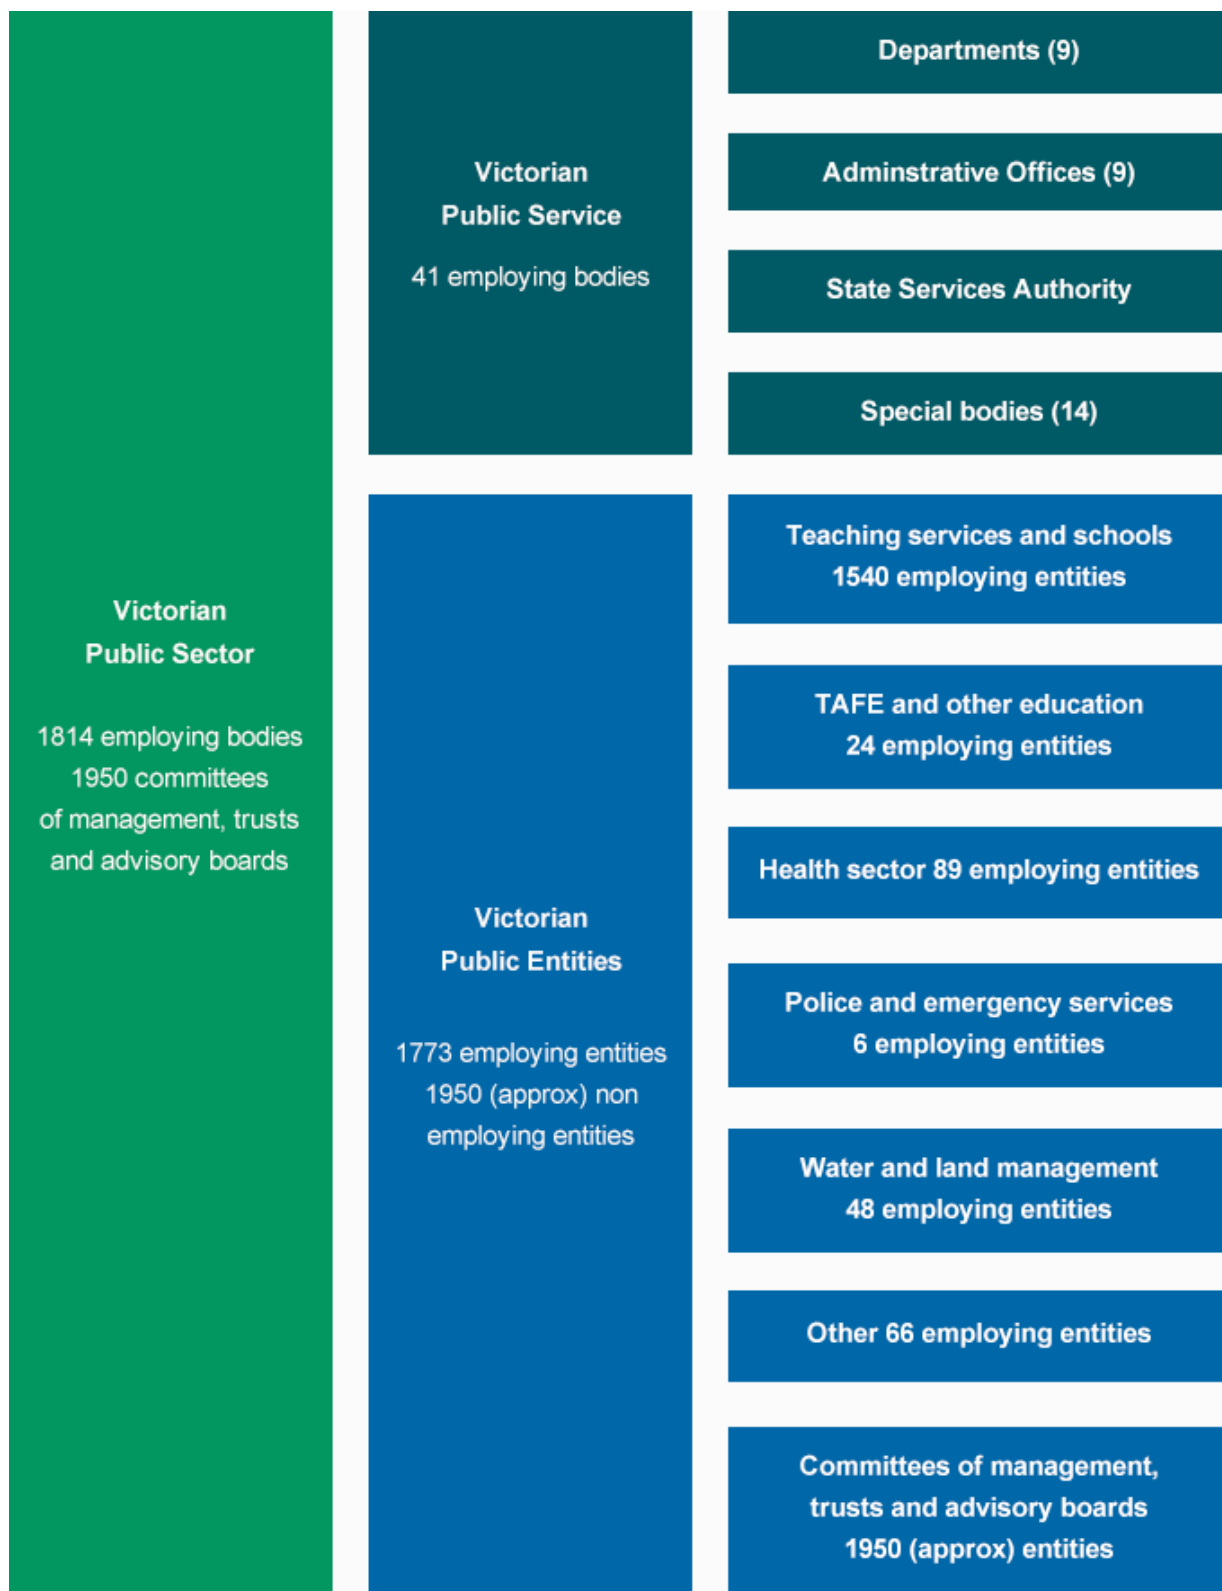 Victorian
Public Sector
1814 employing bodies
1950 committees
of management, trusts
and advisory boards
Victorian
Public Service
41 employing bodies
Departments (9)
Adminstrative Offices (9)
State Services Authority
Special bodies (14)
Victorian
Public Entities
1773 employing entities
1950 (approx) non
employing entities
Teaching services and schools
1540 employing entities
TAFE and other education
24 employing entities
Health sector 89 employing entities
Police and emergency services
6 employing entities
Water and land management
48 employing entities
Other 66 employing entities
Committees of management,
trusts and advisory boards
1950 (approx) entities